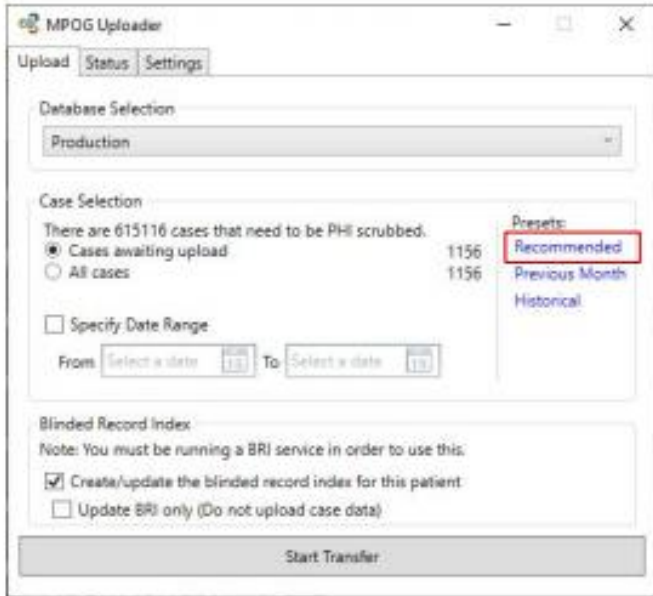 MPOG Uploader
Upload Status Settings
Database Selection
Production
Case Selection
There are 615116 cases that need to be PHI scrubbed.
Cases awaiting upload 1156
All cases 1156
Presets:
Recommended
Previous Month
Historical
Specify Date Range
From Select a date 15 To Select a date 15
Blinded Record Index
Note: You must be running a BRI service in order to use this.
Create/update the blinded record index for this patient
Update BRI only (Do not upload case data)
Start Transfer